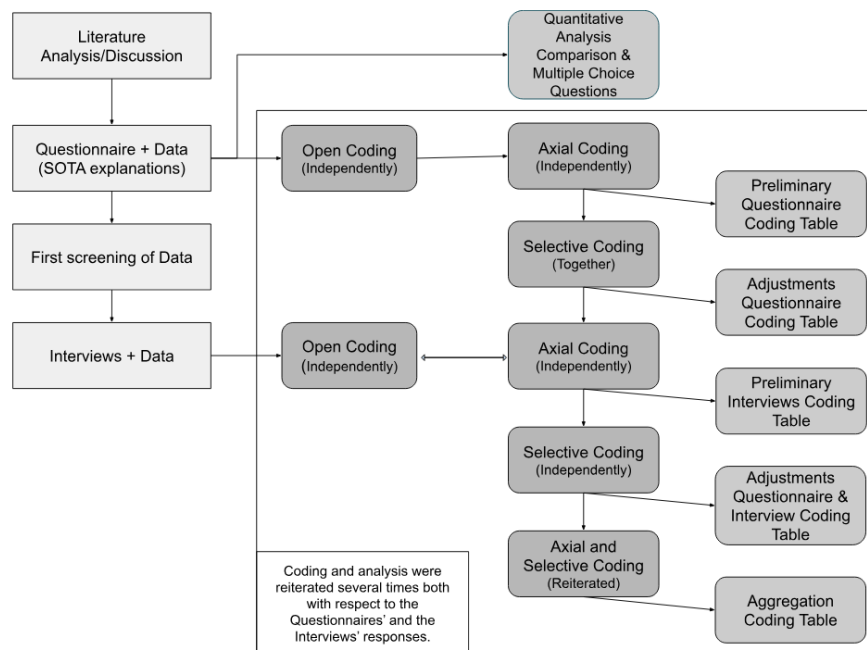 Literature
Analysis/Discussion
Quantitative
Analysis
Comparison &
Multiple Choice
Questions
Questionnaire + Data
(SOTA explanations)
Open Coding
(Independently)
Axial Coding
(Independently)
Preliminary
Questionnaire
Coding Table
First screening of Data
Selective Coding
(Together)
Adjustments
Questionnaire
Coding Table
Interviews + Data
Open Coding
(Independently)
Axial Coding
(Independently)
Preliminary
Interviews Coding
Table
Selective Coding
(Independently)
Adjustments
Questionnaire &
Interview Coding
Table
Axial and
Selective Coding
(Reiterated)
Coding and analysis were
reiterated several times both
with respect to the
Questionnaires' and the
Interviews' responses.
Aggregation
Coding Table